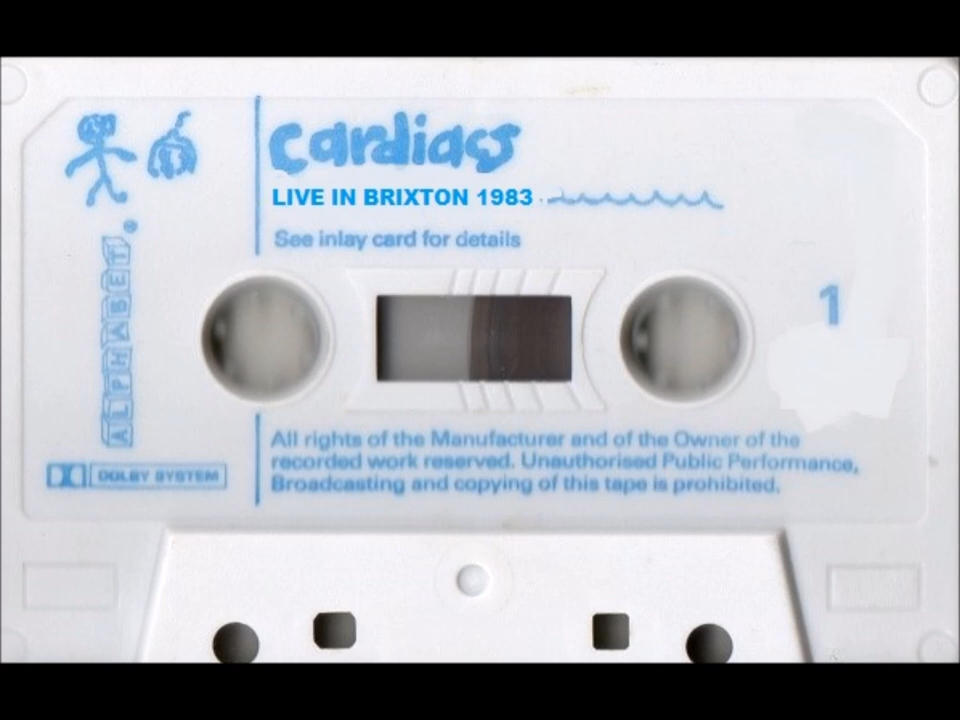 cardiacs
LIVE IN BRIXTON 1983
See inlay card for details
ALPHABET
1
All rights of the Manufacturer and of the Owner of the
recorded work reserved. Unauthorised Public Performance,
Broadcasting and copying of this tape is prohibited.
DOLBY SYSTEM